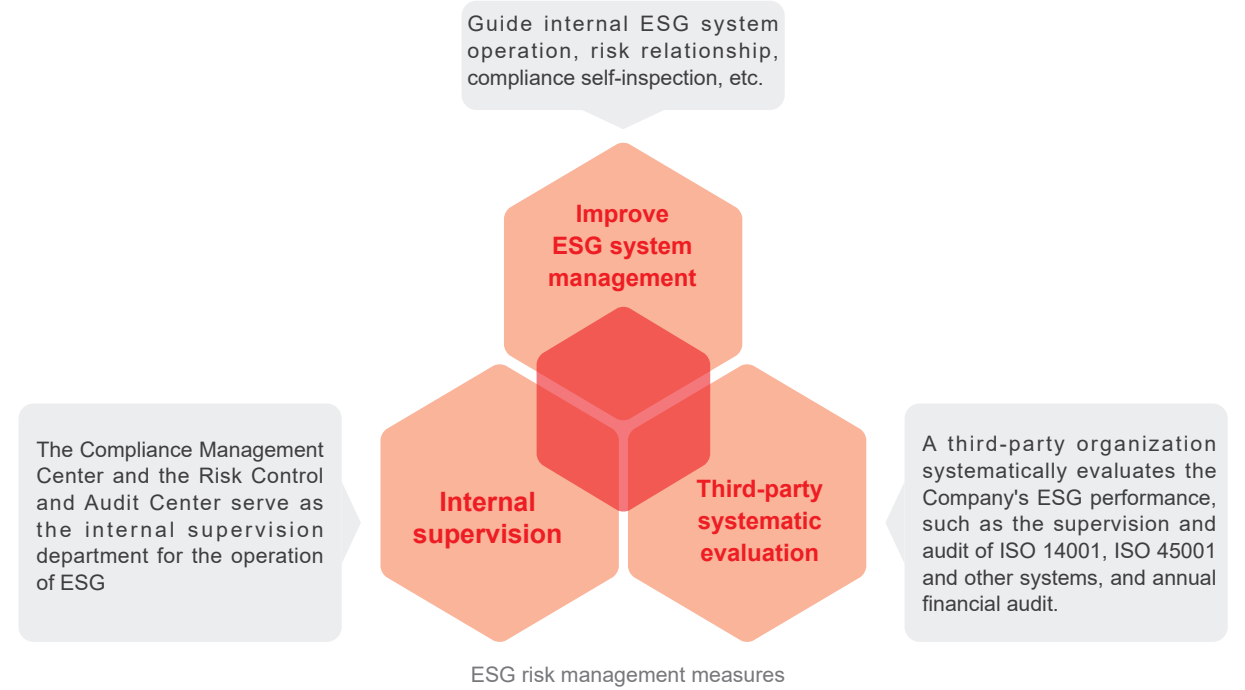 Guide internal ESG system
operation, risk relationship,
compliance self-inspection, etc.
Improve
ESG system
management
The Compliance Management
Center and the Risk Control
and Audit Center serve as
the internal supervision
department for the operation
of ESG
Internal
supervision
Third-party
systematic
evaluation
A third-party organization
systematically evaluates the
Company's ESG performance,
such as the supervision and
audit of ISO 14001, ISO 45001
and other systems, and annual
financial audit.
ESG risk management measures